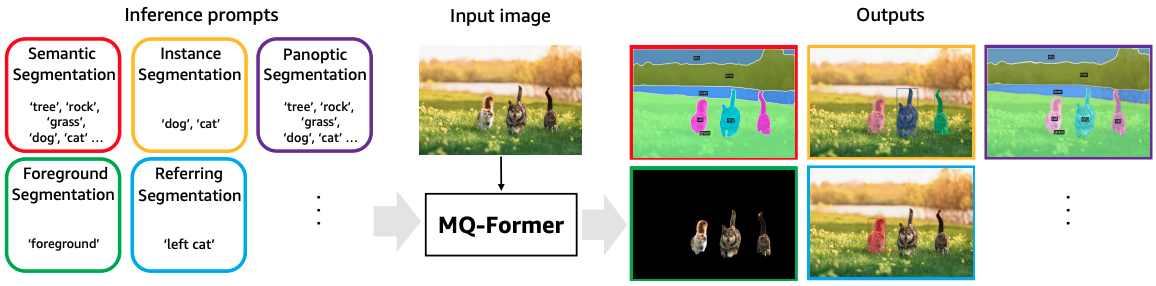 Inference prompts
Input image
Outputs
Semantic
Segmentation
‘tree’, ‘rock’,
‘grass’,
‘dog’, ‘cat’ ...
Instance
Segmentation
‘dog’, ‘cat’
Panoptic
Segmentation
‘tree’, ‘rock’,
‘grass’,
‘dog’, ‘cat’ ...
Foreground
Segmentation
‘foreground’
Referring
Segmentation
‘left cat’
MQ-Former